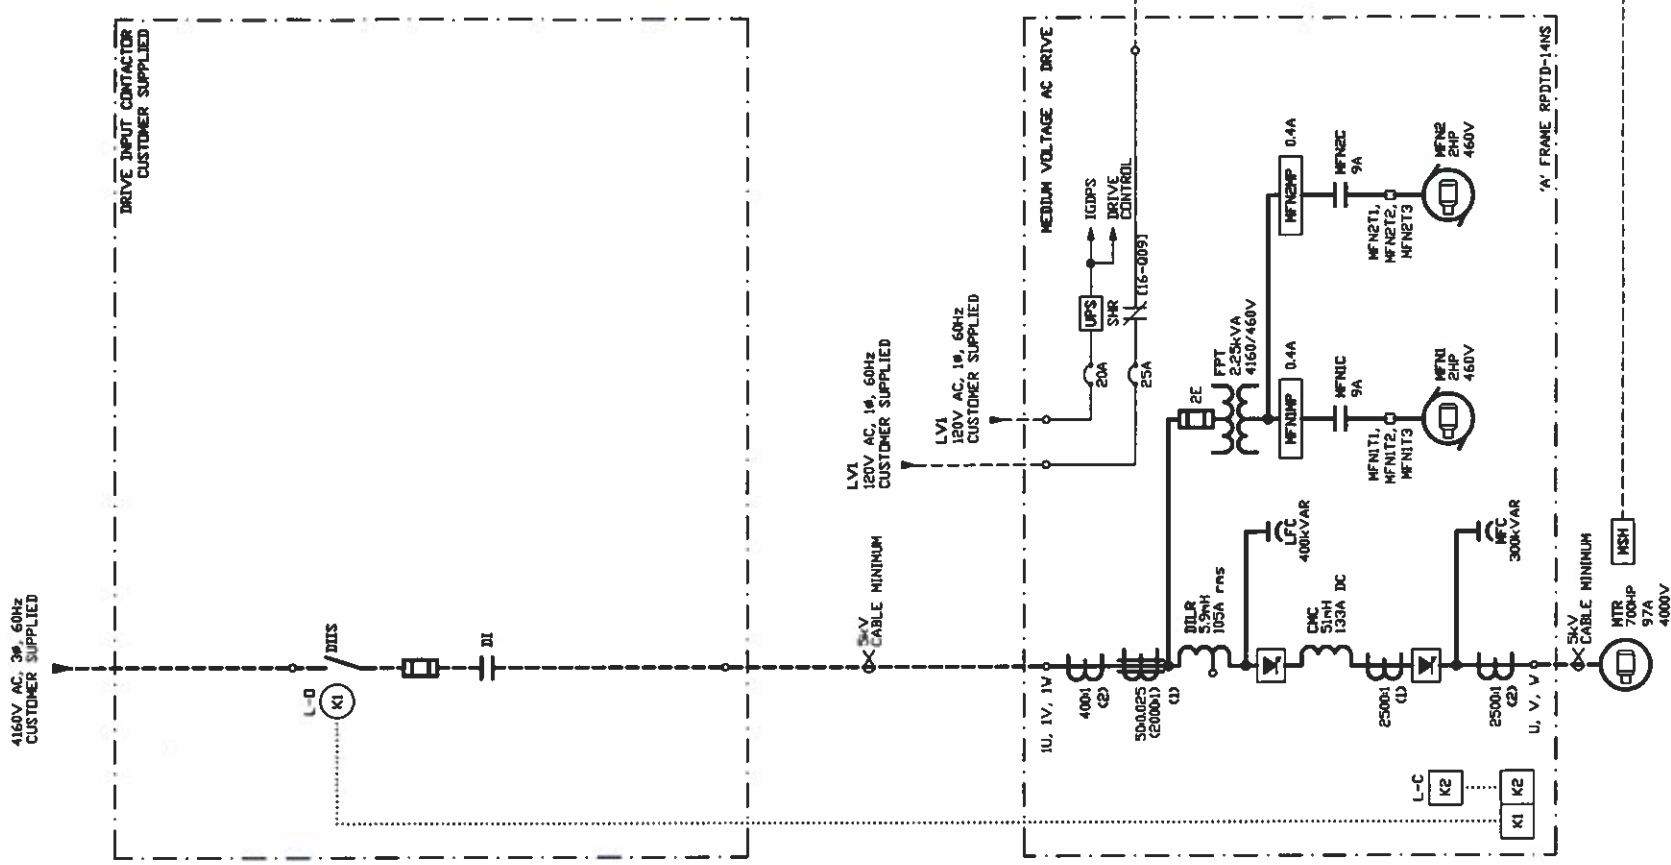 4160V AC, 3ø, 60Hz
CUSTOMER SUPPLIED
DRIVE INPUT CONTACTOR
CUSTOMER SUPPLIED
DIIS
L-O
K1
DI
5kV
CABLE MINIMUM
LV1
120V AC, 1ø, 60Hz
CUSTOMER SUPPLIED
LV1
120V AC, 1ø, 60Hz
CUSTOMER SUPPLIED
MEDIUM VOLTAGE AC DRIVE
1U, 1V, 1W
400:1
(2)
50:0.025
(2000:1)
(1)
20A
UPS
IGDPS
DRIVE
CONTROL
25A
SHR
[16-Q09]
2E
FPT
2.25kVA
4160/460V
DILR
5.9mH
105A rms
LFC
400kVAR
CMC
51mH
133A DC
2500:1
(1)
MFC
300kVAR
2500:1
(2)
U, V, W
MFN1MP
0.4A
MFN1C
9A
MFN1T1,
MFN1T2,
MFN1T3
MFN1
2HP
460V
MFN2MP
0.4A
MFN2C
9A
MFN2T1,
MFN2T2,
MFN2T3
MFN2
2HP
460V
'A' FRAME RPDTD-14NS
L-C
K2
K1
K2
5kV
CABLE MINIMUM
MTR
700HP
97A
4000V
MSH